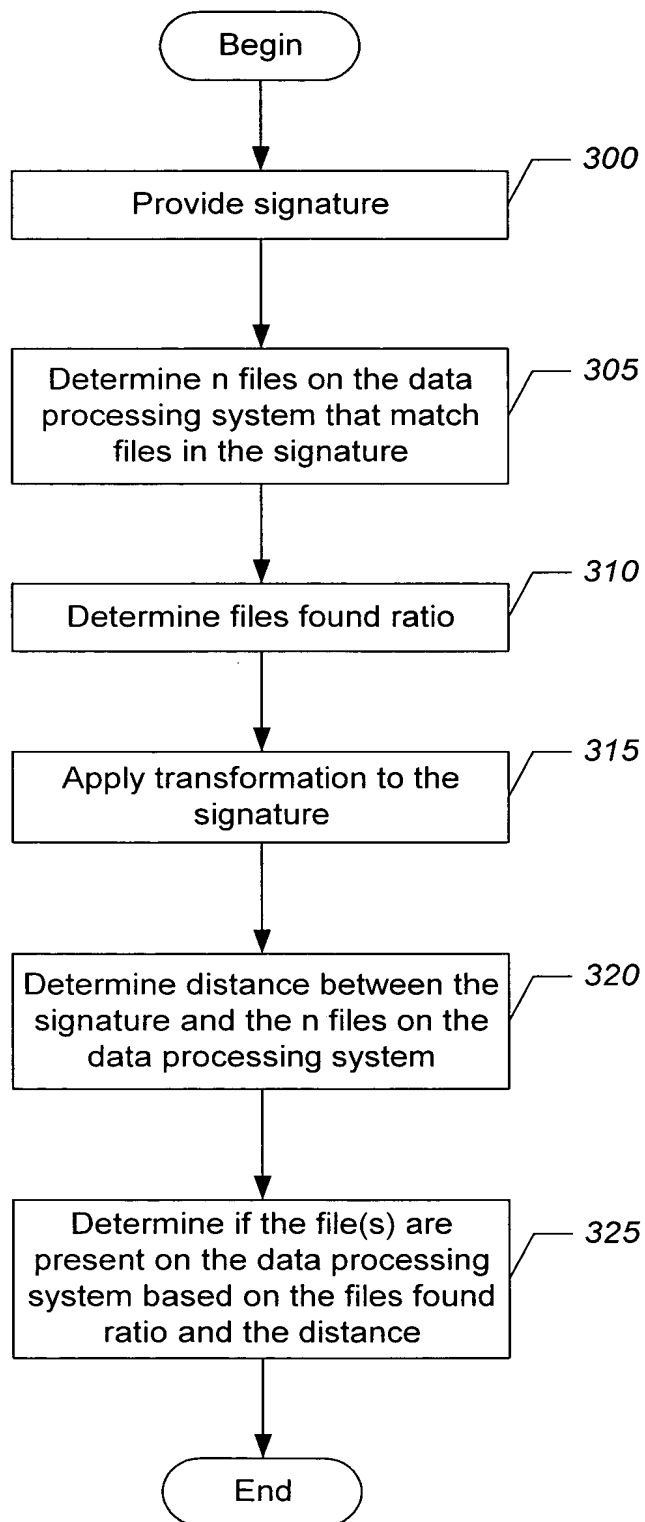 Begin
300
Provide signature
305
Determine n files on the data
processing system that match
files in the signature
310
Determine files found ratio
315
Apply transformation to the
signature
320
Determine distance between the
signature and the n files on the
data processing system
325
Determine if the file(s) are
present on the data processing
system based on the files found
ratio and the distance
End